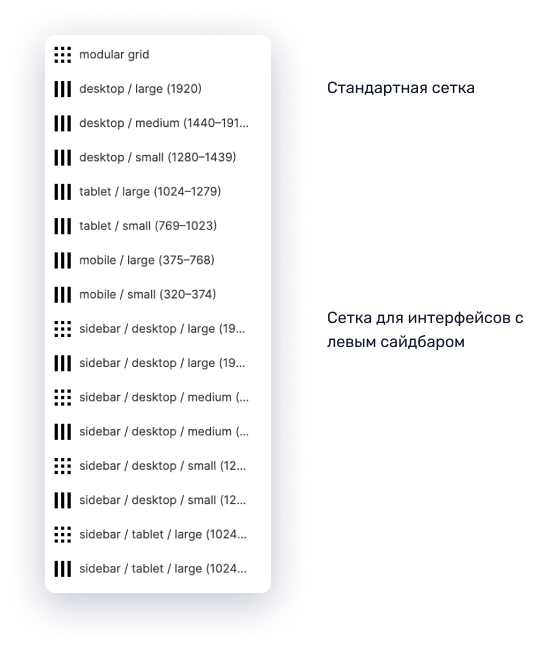 modular grid
desktop / large (1920)
Стандартная сетка
desktop / medium (1440–191...
desktop / small (1280–1439)
tablet / large (1024–1279)
tablet / small (769–1023)
mobile / large (375–768)
mobile / small (320–374)
Сетка для интерфейсов с
левым сайдбаром
sidebar / desktop / large (19...
sidebar / desktop / large (19...
sidebar / desktop / medium (...
sidebar / desktop / medium (...
sidebar / desktop / small (12...
sidebar / desktop / small (12...
sidebar / tablet / large (1024...
sidebar / tablet / large (1024...